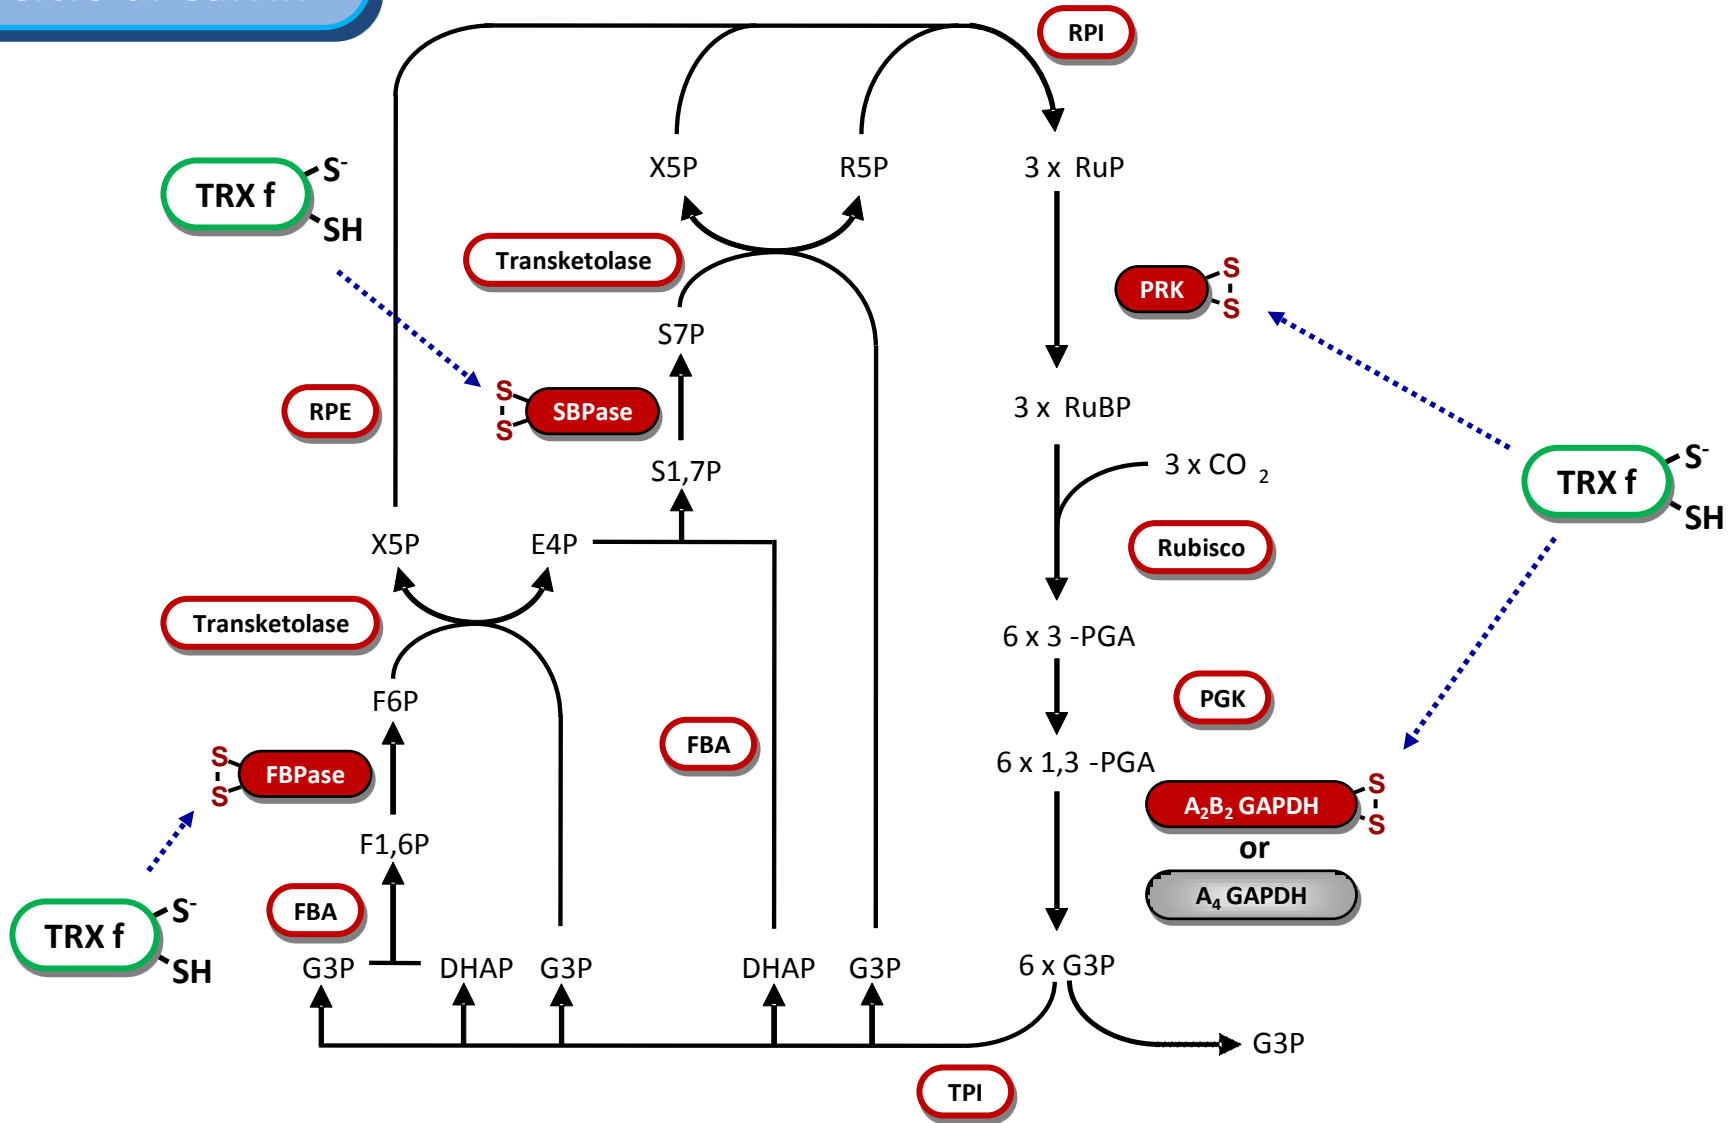 RPI
X5P
R5P
3 x RuP
TRX f
S-
SH
Transketolase
PRK
S
S
S7P
RPE
S
S
SBPase
3 x RuBP
S1,7P
3 x CO 2
TRX f
S-
SH
X5P
E4P
Rubisco
Transketolase
6 x 3 -PGA
F6P
PGK
FBA
S
S
FBPase
6 x 1,3 -PGA
A2B2 GAPDH
S
S
or
F1,6P
A4 GAPDH
FBA
TRX f
S-
SH
G3P
DHAP
G3P
DHAP
G3P
6 x G3P
G3P
TPI